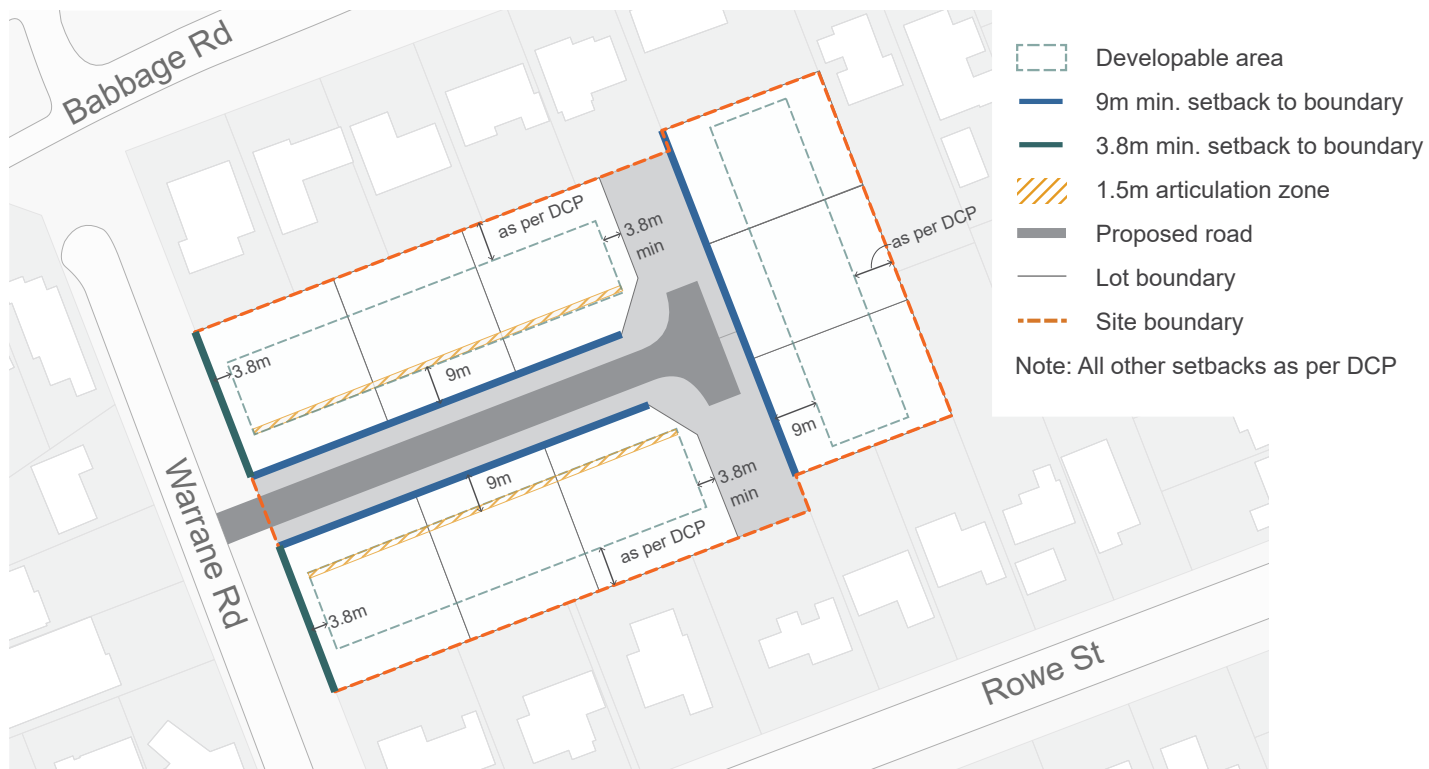 Babbage Rd
Developable area
9m min. setback to boundary
3.8m min. setback to boundary
1.5m articulation zone
Proposed road
Lot boundary
Site boundary
Note: All other setbacks as per DCP
as per DCP
3.8m
min
as per DCP
3.8m
9m
9m
9m
3.8m
min
as per DCP
3.8m
Warrane Rd
Rowe St